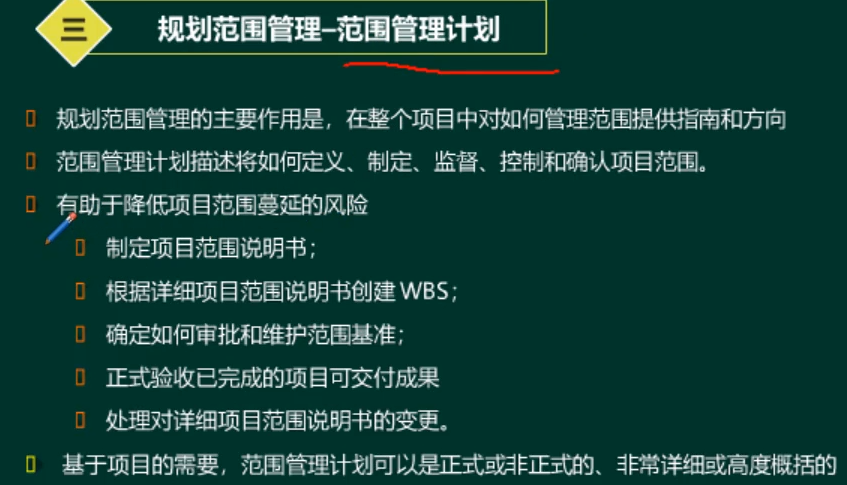 三
规划范围管理–范围管理计划
规划范围管理的主要作用是，在整个项目中对如何管理范围提供指南和方向
范围管理计划描述将如何定义、制定、监督、控制和确认项目范围。
有助于降低项目范围蔓延的风险
制定项目范围说明书；
根据详细项目范围说明书创建 WBS；
确定如何审批和维护范围基准；
正式验收已完成的项目可交付成果
处理对详细项目范围说明书的变更。
基于项目的需要，范围管理计划可以是正式或非正式的、非常详细或高度概括的